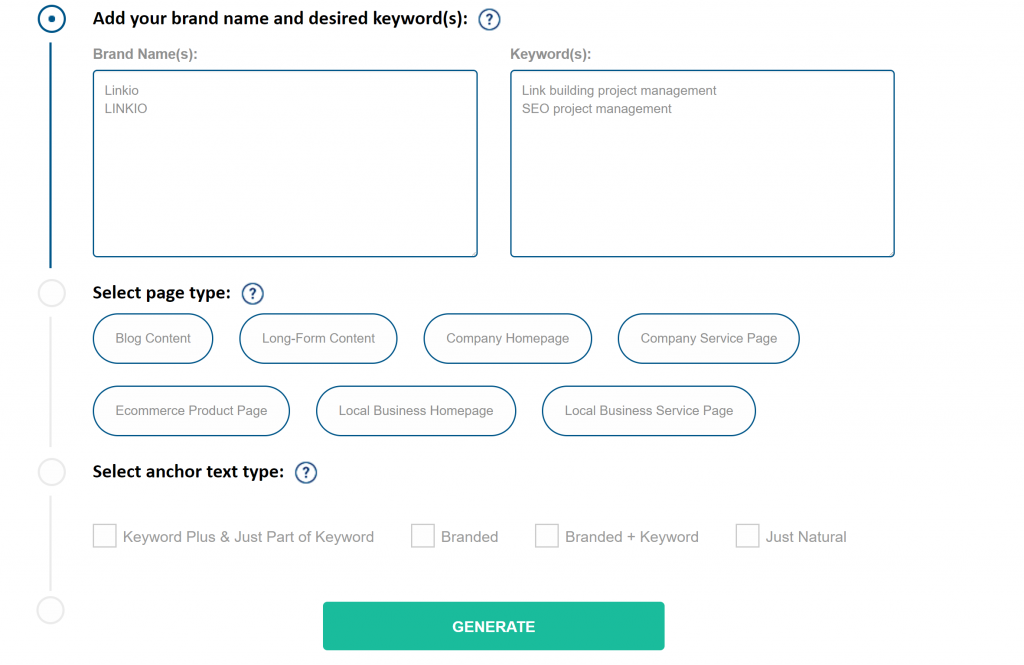 Add your brand name and desired keyword(s): ?
Brand Name(s): Keyword(s):
Linkio Link building project management
LINKIO SEO project management
Select page type: ?
Blog Content Long-Form Content Company Homepage Company Service Page
Ecommerce Product Page Local Business Homepage Local Business Service Page
Select anchor text type: ?
Keyword Plus & Just Part of Keyword Branded Branded + Keyword Just Natural
GENERATE